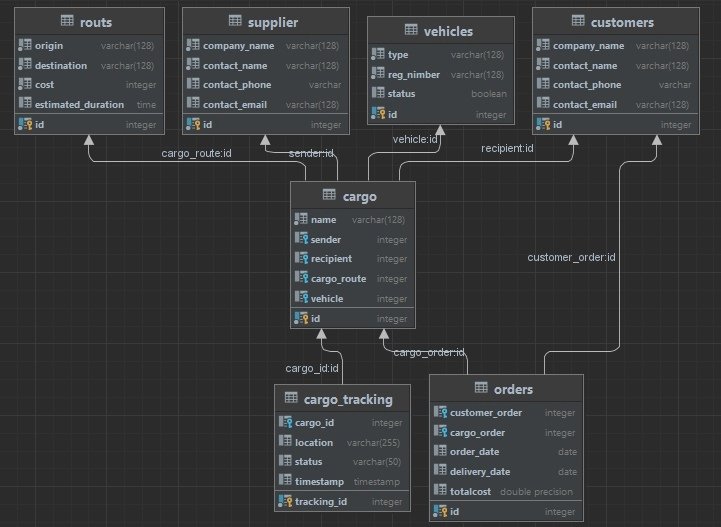 routs
origin varchar(128)
destination varchar(128)
cost integer
estimated_duration time
id integer
supplier
company_name varchar(128)
contact_name varchar(128)
contact_phone varchar
contact_email varchar(128)
id integer
vehicles
type varchar(128)
reg_nimber varchar(128)
status boolean
id integer
customers
company_name varchar(128)
contact_name varchar(128)
contact_phone varchar
contact_email varchar(128)
id integer
cargo_route:id
sender:id
vehicle:id
recipient:id
cargo
name varchar(128)
sender integer
recipient integer
cargo_route integer
vehicle integer
id integer
customer_order:id
cargo_id:id
cargo_order:id
cargo_tracking
cargo_id integer
location varchar(255)
status varchar(50)
timestamp timestamp
tracking_id integer
orders
customer_order integer
cargo_order integer
order_date date
delivery_date date
totalcost double precision
id integer